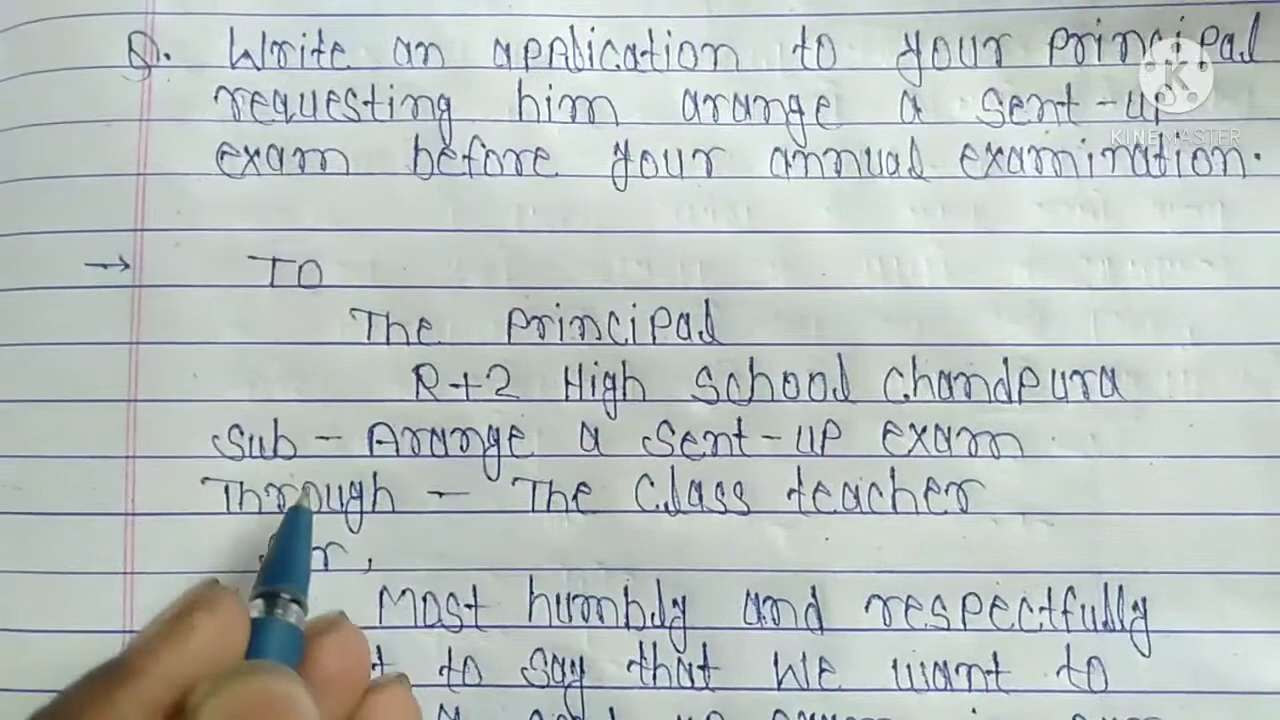 Q. Write an application to your principal
requesting him arange a sent-up
exam before your annual examination.
→ TO
The principal
R+2 High school chandpura
Sub - Arange a sent-up exam
Through - The class teacher
Most humbly and respectfully
to say that we want to
K
KINEMASTER